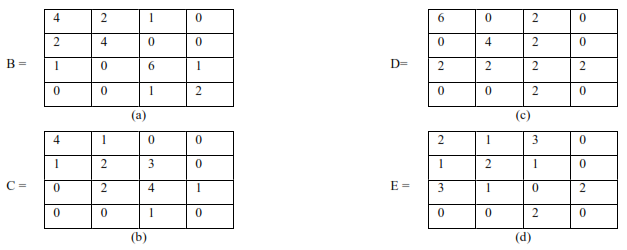 B =
4 2 1 0
2 4 0 0
1 0 6 1
0 0 1 2
(a)
D=
6 0 2 0
0 4 2 0
2 2 2 2
0 0 2 0
(c)
C =
4 1 0 0
1 2 3 0
0 2 4 1
0 0 1 0
(b)
E =
2 1 3 0
1 2 1 0
3 1 0 2
0 0 2 0
(d)